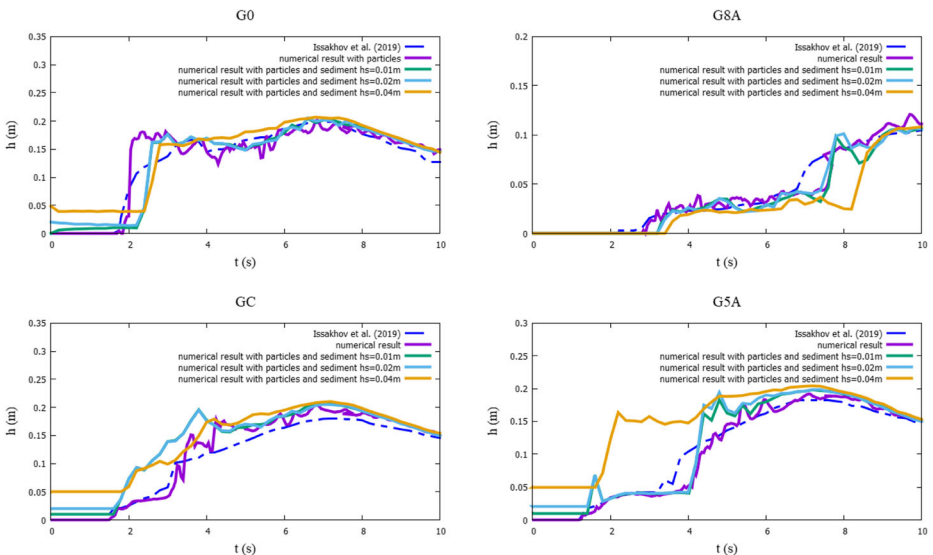 G0
0.35
0.3
0.25
0.2
0.15
0.1
0.05
0
h (m)
Issakhov et al. (2019)
numerical result with particles
numerical result with particles and sediment hs=0.01m
numerical result with particles and sediment hs=0.02m
numerical result with particles and sediment hs=0.04m
0 2 4 6 8 10
t (s)
G8A
0.2
0.15
0.1
0.05
0
h (m)
Issakhov et al. (2019)
numerical result
numerical result with particles and sediment hs=0.01m
numerical result with particles and sediment hs=0.02m
numerical result with particles and sediment hs=0.04m
0 2 4 6 8 10
t (s)
GC
0.35
0.3
0.25
0.2
0.15
0.1
0.05
0
h (m)
Issakhov et al. (2019)
numerical result
numerical result with particles and sediment hs=0.01m
numerical result with particles and sediment hs=0.02m
numerical result with particles and sediment hs=0.04m
0 2 4 6 8 10
t (s)
G5A
0.3
0.25
0.2
0.15
0.1
0.05
0
h (m)
Issakhov et al. (2019)
numerical result
numerical result with particles and sediment hs=0.01m
numerical result with particles and sediment hs=0.02m
numerical result with particles and sediment hs=0.04m
0 2 4 6 8 10
t (s)